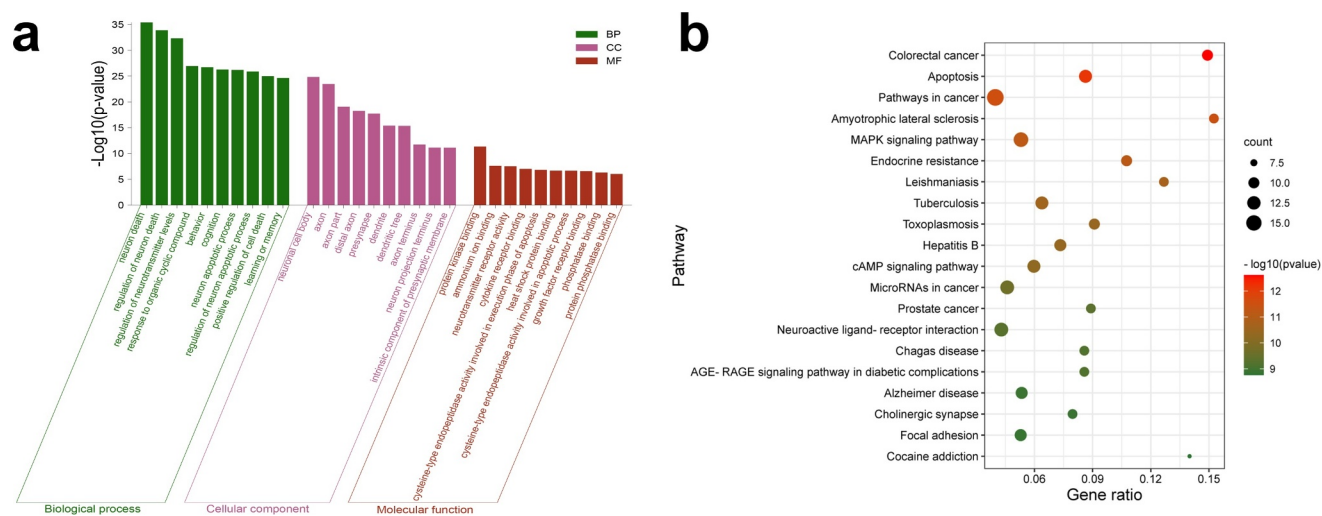 a
-Log10(p-value)
35
30
25
20
15
10
5
0
BP
CC
MF
neuron death
regulation of neuron death
regulation of neurotransmitter levels
response to organic cyclic compound
behavior
cognition
neuron apoptotic process
regulation of neuron apoptotic process
positive regulation of cell death
learning or memory
neuronal cell body
axon
axon part
distal axon
presynapse
dendrite
dendritic tree
axon terminus
neuron projection terminus
intrinsic component of presynaptic membrane
protein kinase binding
ammonium ion binding
neurotransmitter receptor activity
cytokine receptor binding
cysteine-type endopeptidase activity involved in execution phase of apoptosis
heat shock protein binding
cysteine-type endopeptidase activity involved in apoptotic process
growth factor receptor binding
phosphatase binding
protein phosphatase binding
Biological process
Cellular component
Molecular function
b
Pathway
Colorectal cancer
Apoptosis
Pathways in cancer
Amyotrophic lateral sclerosis
MAPK signaling pathway
Endocrine resistance
Leishmaniasis
Tuberculosis
Toxoplasmosis
Hepatitis B
cAMP signaling pathway
MicroRNAs in cancer
Prostate cancer
Neuroactive ligand- receptor interaction
Chagas disease
AGE- RAGE signaling pathway in diabetic complications
Alzheimer disease
Cholinergic synapse
Focal adhesion
Cocaine addiction
0.06 0.09 0.12 0.15
Gene ratio
count
7.5
10.0
12.5
15.0
- log10(pvalue)
12
11
10
9